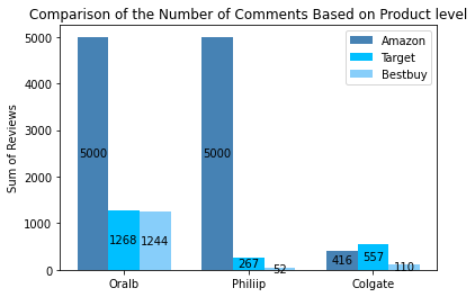 Comparison of the Number of Comments Based on Product level
Sum of Reviews
5000
4000
3000
2000
1000
0
Amazon
Target
Bestbuy
5000
1268
1244
5000
267
52
416
557
110
Oralb
Philiip
Colgate